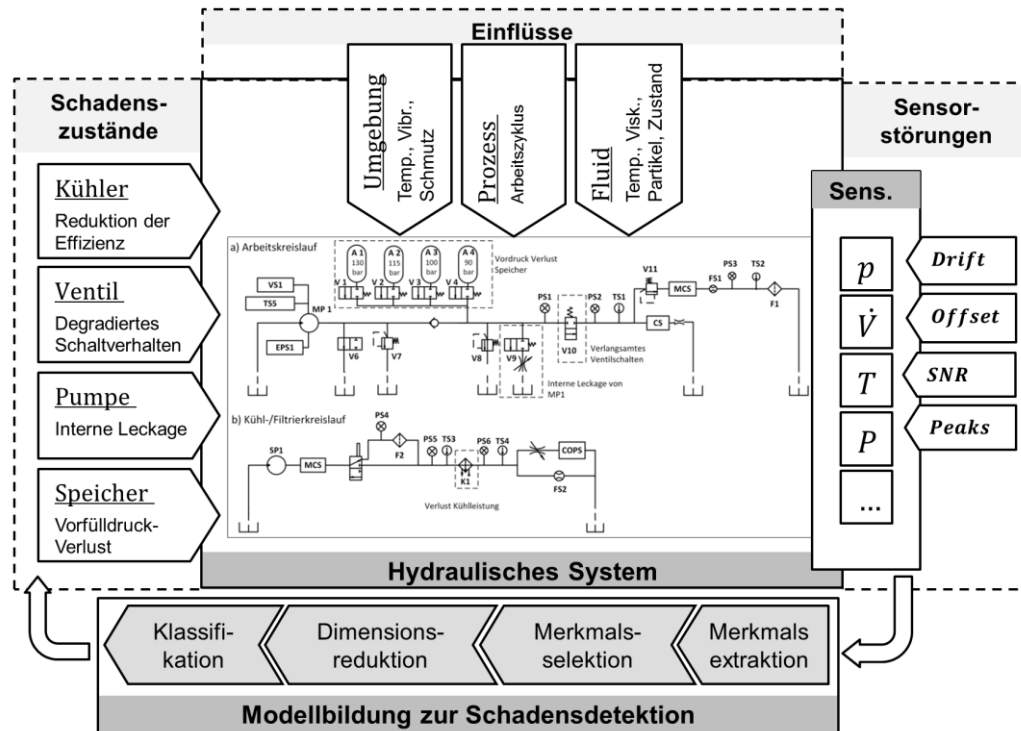 Einflüsse
Schadens-
zustände
Sensor-
störungen
Umgebung
Temp., Vibr.,
Schmutz
Prozess
Arbeitszyklus
Fluid
Temp., Visk.,
Partikel, Zustand
Kühler
Reduktion der
Effizienz
Ventil
Degradiertes
Schaltverhalten
Pumpe
Interne Leckage
Speicher
Vorfülldruck-
Verlust
a) Arbeitskreislauf
A 1
130
bar
A 2
115
bar
A 3
100
bar
A 4
90
bar
Vordruck Verlust
Speicher
V 1
V 2
V 3
V 4
VS1
TS5
MP 1
EPS1
V6
V7
V8
V9
PS1
V10
PS2
TS1
V11
MCS
FS1
PS3
TS2
F1
CS
Verlangsamtes
Ventilschalten
Interne Leckage von
MP1
b) Kühl-/Filtrierkreislauf
SP1
MCS
PS4
F2
PS5
TS3
K1
PS6
TS4
COPS
FS2
Verlust Kühlleistung
Hydraulisches System
Sens.
p
V̇
T
P
...
Drift
Offset
SNR
Peaks
Klassifi-
kation
Dimensions-
reduktion
Merkmals-
selektion
Merkmals
extraktion
Modellbildung zur Schadensdetektion